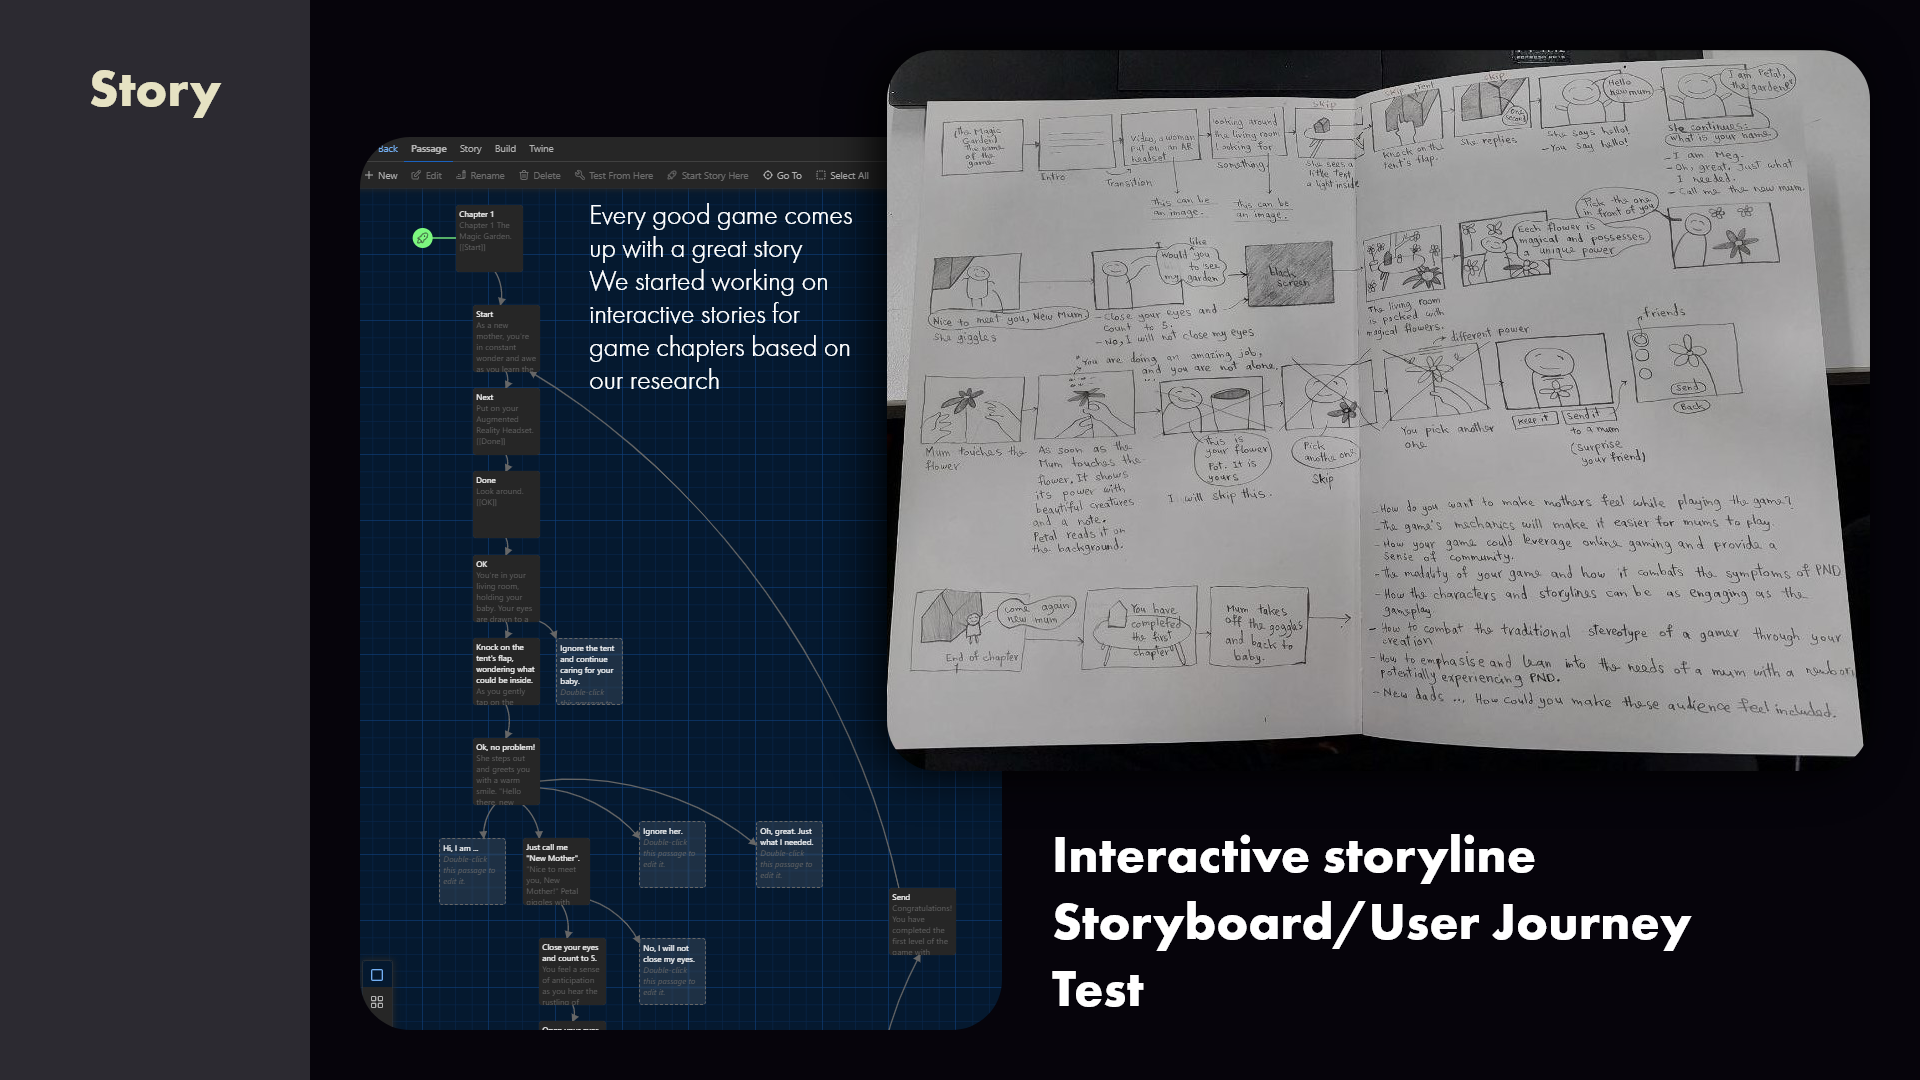 Story
Back Passage Story Build Twine
+ New Edit Rename Delete Test From Here Start Story Here Go To Select All
Every good game comes
up with a great story
We started working on
interactive stories for
game chapters based on
our research
Chapter 1
Chapter 1 The
Magic Garden.
[[Start]]
Start
As a new
mother, you're
in constant
wonder and awe
as you learn the
Next
Put on your
Augmented
Reality Headset.
[[Done]]
Done
Look around.
[[OK]]
OK
You're in your
living room,
holding your
baby. Your eyes
are drawn to a
Knock on the
tent's flap,
wondering what
could be inside.
As you gently
tap on the
Ignore the tent
and continue
caring for your
baby.
Double-click
this passage to
Ok, no problem!
She steps out
and greets you
with a warm
smile. "Hello
there, new
Hi, I am ...
Double-click
this passage to
edit it.
Just call me
"New Mother".
"Nice to meet
you, New
Mother!" Petal
giggles with
Ignore her.
Double-click
this passage to
edit it.
Oh, great. Just
what I needed.
Double-click
this passage to
edit it.
Close your eyes
and count to 5.
You feel a sense
of anticipation
as you hear the
rustling of
No, I will not
close my eyes.
Double-click
this passage to
edit it.
Send
Congratulations!
You have
completed the
first level of the
game with
(the Magic
Garden)
The name
of the
game
Intro
Video, a woman
put on an AR
headset
Transition
This can be
an image.
looking around
the living room
Looking for
something.
This can be
an image.
skip
She sees a
little tent,
a light inside
skip tent
Knock on the
tent's flap.
skip
One second
She replies
Hello
new mum
She says hello!
- You say hello!
I am Petal,
the gardener
She continues:
what is your name
- I am Meg.
- Oh, great, Just what
I needed.
- Call me the new mum.
Nice to meet you, New Mum
She giggles
Would you like
to see
my garden
- Close your eyes and
Count to 5.
- No, I will not close my eyes
black
screen
The living room
is packed with
magical flowers.
Each flower is
magical and possesses
a unique power
Pick the one
in front of you
Mum touches the
flower
"You are doing an amazing job,
and you are not alone.
As soon as the
Mum touches the
flower. It shows
its power with
beautiful creatures
and a note.
Petal reads it on
the background.
This is
your flower
Pot. It is
yours
I will skip this.
Pick
another one
Skip
different power
You pick another
one
Keep it
Send it
to a mum
(Surprise
your friend)
friends
Send
Back
come again
new mum
End of chapter
1
You have
completed
the first
chapter
Mum takes
off the goggles
and back to
baby.
- How do you want to make mothers feel while playing the game?
- The game's mechanics will make it easier for mums to play.
- How your game could leverage online gaming and provide a
sense of community.
- The modality of your game and how it combats the symptoms of PND
- How the characters and storylines can be as engaging as the
gamsplay
- How to combat the traditional stereotype of a gamer through your
creation
- How to emphasise and lean into the needs of a mum with a newborn
potentially experiencing PND.
- New dads ... How could you make these audience feel included.
Interactive storyline
Storyboard/User Journey
Test